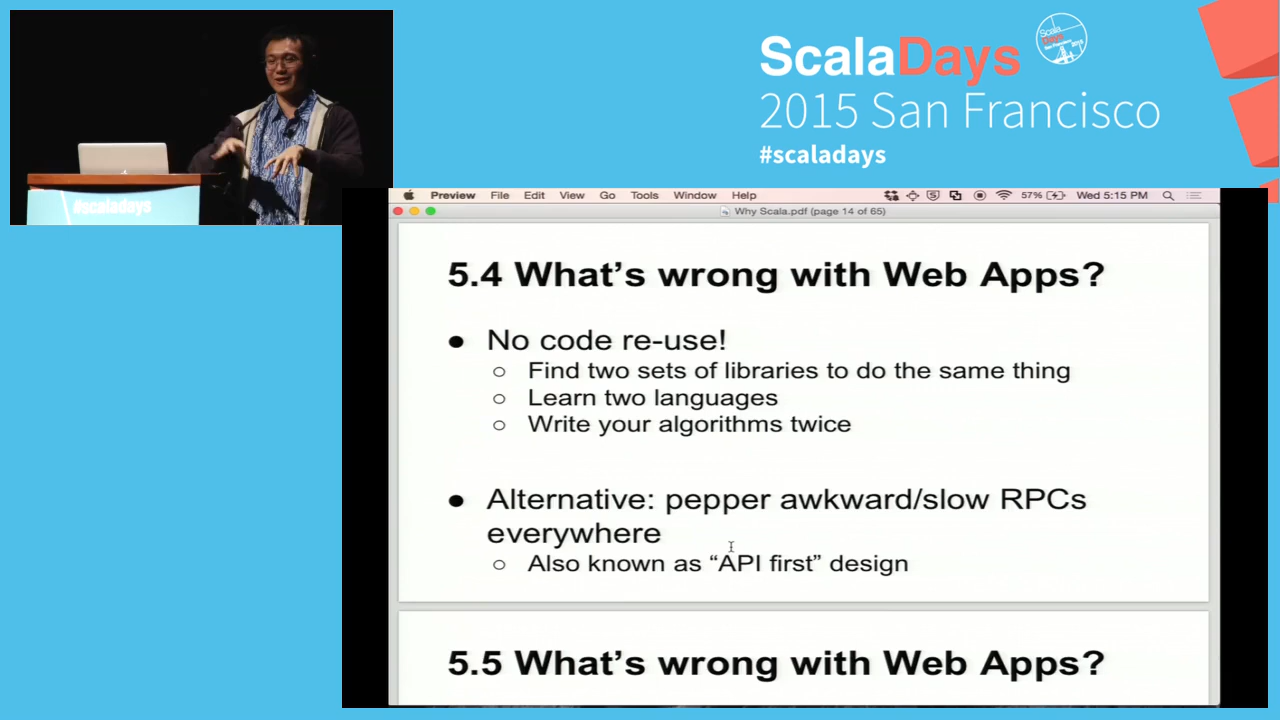 ScalaDays
2015 San Francisco
#scaladays
#scaladays
Preview File Edit View Go Tools Window Help 57% Wed 5:15 PM
Why Scala.pdf (page 14 of 65)
5.4 What's wrong with Web Apps?
● No code re-use!
○ Find two sets of libraries to do the same thing
○ Learn two languages
○ Write your algorithms twice
● Alternative: pepper awkward/slow RPCs
everywhere
○ Also known as “API first” design
5.5 What's wrong with Web Apps?